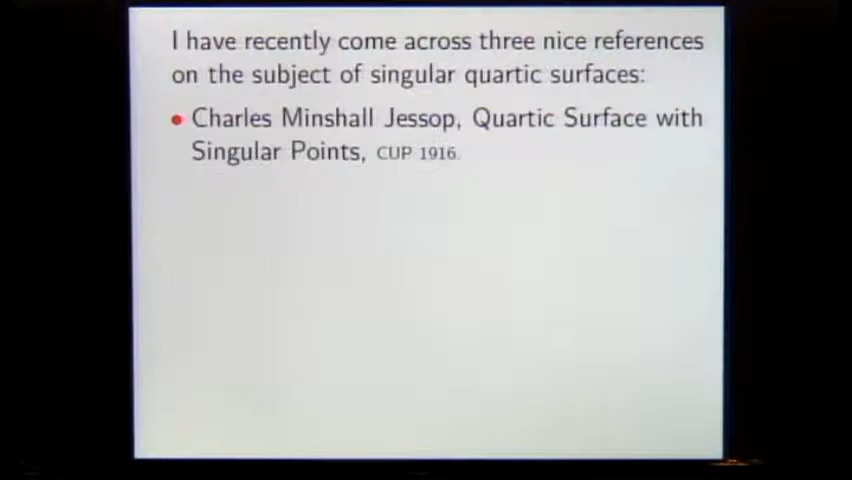 I have recently come across three nice references
on the subject of singular quartic surfaces:
• Charles Minshall Jessop, Quartic Surface with
Singular Points, CUP 1916.